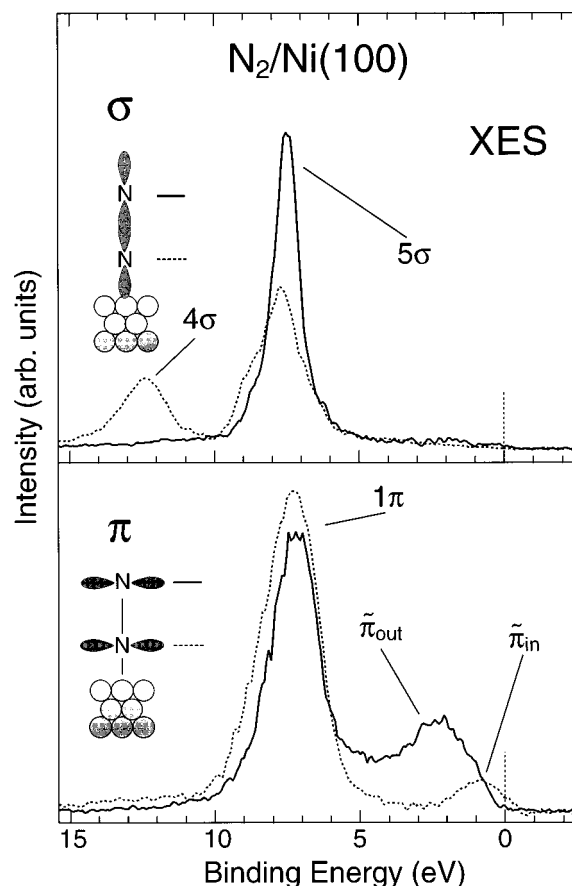 N₂/Ni(100)
σ
XES
N
N
5σ
4σ
Intensity (arb. units)
π
1π
N
N
π̃out
π̃in
15
10
5
0
Binding Energy (eV)